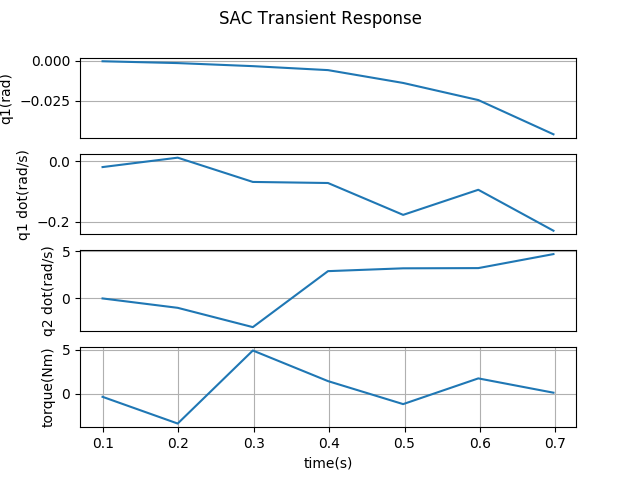 SAC Transient Response
0.000
−0.025
q1(rad)
0.0
−0.2
q1 dot(rad/s)
5
0
q2 dot(rad/s)
5
0
torque(Nm)
0.1 0.2 0.3 0.4 0.5 0.6 0.7
time(s)